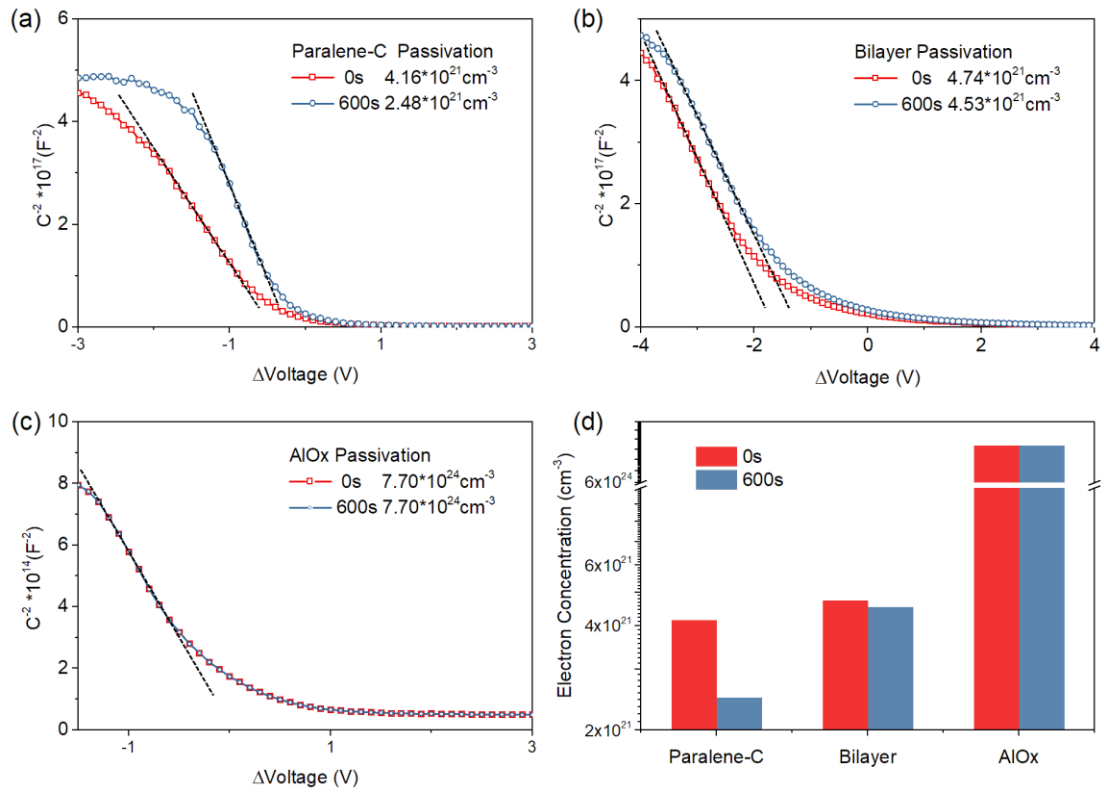 (a)
6
4
2
0
-3
-1
1
3
C⁻² *10¹⁷(F⁻²)
ΔVoltage (V)
Paralene-C Passivation
0s 4.16*10²¹cm⁻³
600s 2.48*10²¹cm⁻³
(b)
4
2
0
-4
-2
0
2
4
C⁻² *10¹⁷(F⁻²)
ΔVoltage (V)
Bilayer Passivation
0s 4.74*10²¹cm⁻³
600s 4.53*10²¹cm⁻³
(c)
10
8
6
4
2
0
-1
1
3
C⁻² *10¹⁴(F⁻²)
ΔVoltage (V)
AlOx Passivation
0s 7.70*10²⁴cm⁻³
600s 7.70*10²⁴cm⁻³
(d)
0s
600s
6x10²⁴
6x10²¹
4x10²¹
2x10²¹
Electron Concentration (cm⁻³)
Paralene-C
Bilayer
AlOx